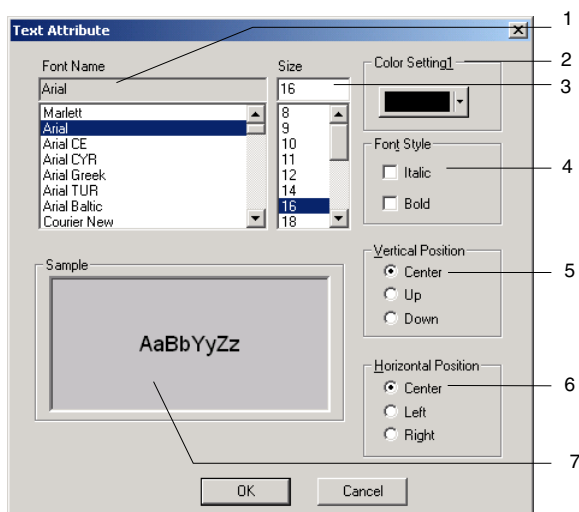 1
Text Attribute
2
Font Name
Size
Color Setting1
3
Arial
16
Marlett
Arial
Arial CE
Arial CYR
Arial Greek
Arial TUR
Arial Baltic
Courier New
8
9
10
11
12
14
16
18
Font Style
4
Italic
Bold
Vertical Position
5
Center
Up
Down
Sample
AaBbYyZz
Horizontal Position
6
Center
Left
Right
7
OK
Cancel